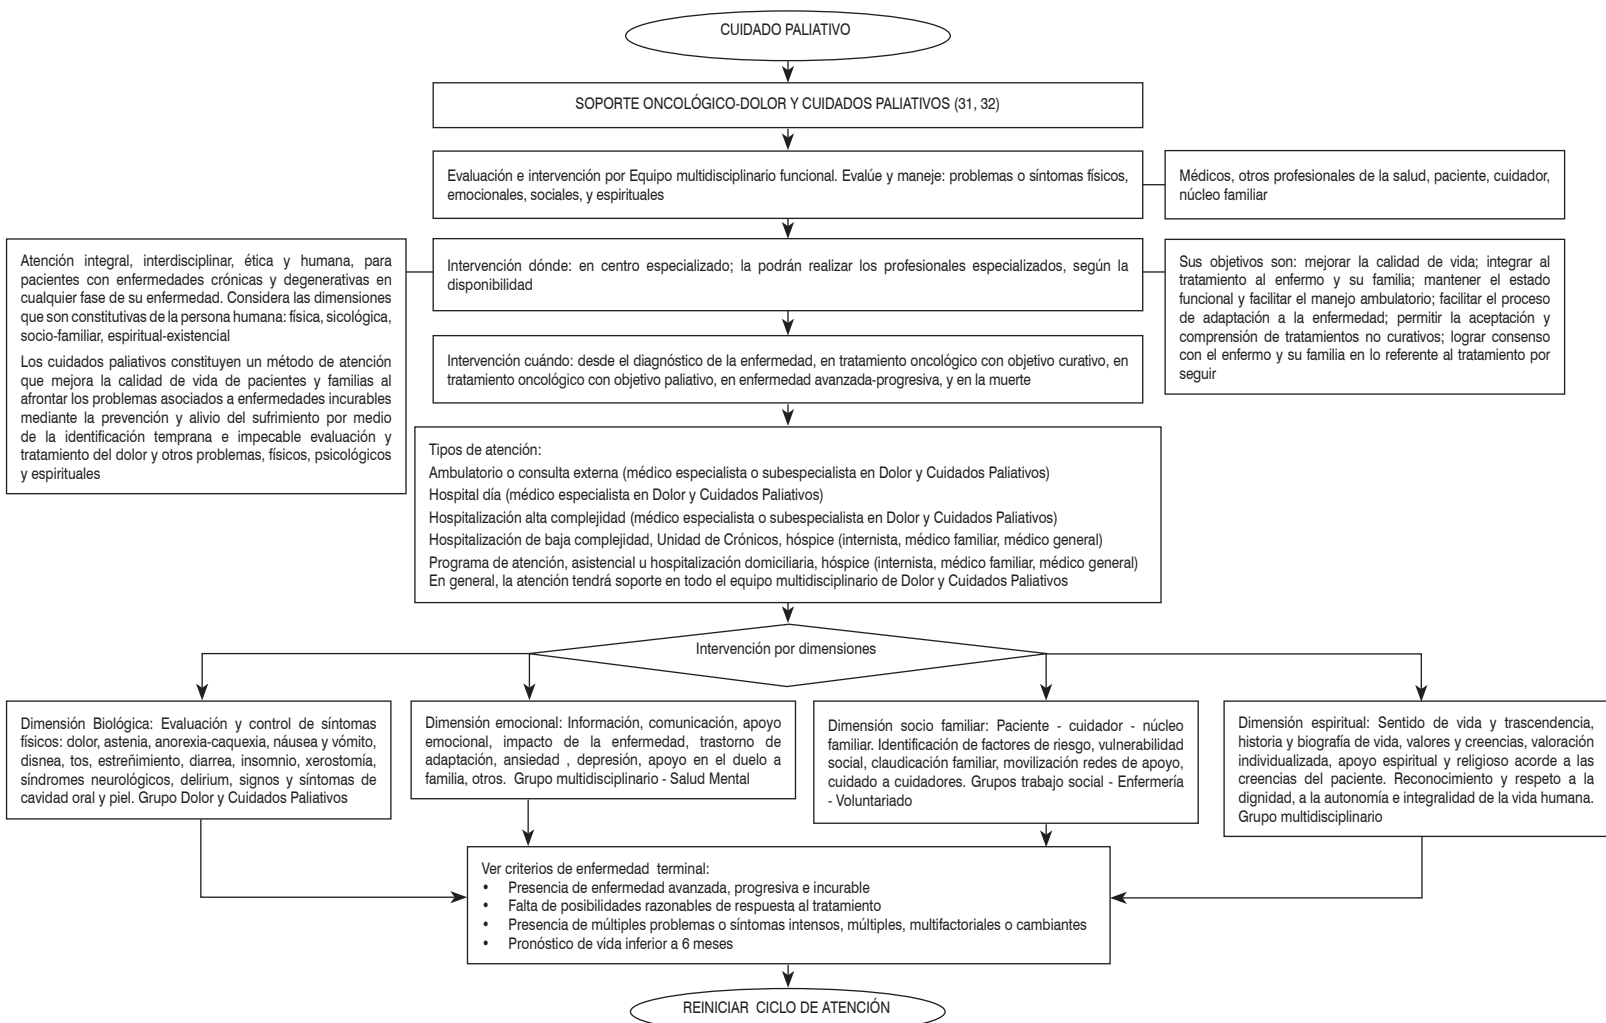 CUIDADO PALIATIVO
SOPORTE ONCOLÓGICO-DOLOR Y CUIDADOS PALIATIVOS (31, 32)
Evaluación e intervención por Equipo multidisciplinario funcional. Evalúe y maneje: problemas o síntomas físicos,
emocionales, sociales, y espirituales
Médicos, otros profesionales de la salud, paciente, cuidador,
núcleo familiar
Atención integral, interdisciplinar, ética y humana, para
pacientes con enfermedades crónicas y degenerativas en
cualquier fase de su enfermedad. Considera las dimensiones
que son constitutivas de la persona humana: física, sicológica,
socio-familiar, espiritual-existencial
Los cuidados paliativos constituyen un método de atención
que mejora la calidad de vida de pacientes y familias al
afrontar los problemas asociados a enfermedades incurables
mediante la prevención y alivio del sufrimiento por medio
de la identificación temprana e impecable evaluación y
tratamiento del dolor y otros problemas, físicos, psicológicos
y espirituales
Intervención dónde: en centro especializado; la podrán realizar los profesionales especializados, según la
disponibilidad
Sus objetivos son: mejorar la calidad de vida; integrar al
tratamiento al enfermo y su familia; mantener el estado
funcional y facilitar el manejo ambulatorio; facilitar el proceso
de adaptación a la enfermedad; permitir la aceptación y
comprensión de tratamientos no curativos; lograr consenso
con el enfermo y su familia en lo referente al tratamiento por
seguir
Intervención cuándo: desde el diagnóstico de la enfermedad, en tratamiento oncológico con objetivo curativo, en
tratamiento oncológico con objetivo paliativo, en enfermedad avanzada-progresiva, y en la muerte
Tipos de atención:
Ambulatorio o consulta externa (médico especialista o subespecialista en Dolor y Cuidados Paliativos)
Hospital día (médico especialista en Dolor y Cuidados Paliativos)
Hospitalización alta complejidad (médico especialista o subespecialista en Dolor y Cuidados Paliativos)
Hospitalización de baja complejidad, Unidad de Crónicos, hóspice (internista, médico familiar, médico general)
Programa de atención, asistencial u hospitalización domiciliaria, hóspice (internista, médico familiar, médico general)
En general, la atención tendrá soporte en todo el equipo multidisciplinario de Dolor y Cuidados Paliativos
Intervención por dimensiones
Dimensión Biológica: Evaluación y control de síntomas
físicos: dolor, astenia, anorexia-caquexia, náusea y vómito,
disnea, tos, estreñimiento, diarrea, insomnio, xerostomía,
síndromes neurológicos, delirium, signos y síntomas de
cavidad oral y piel. Grupo Dolor y Cuidados Paliativos
Dimensión emocional: Información, comunicación, apoyo
emocional, impacto de la enfermedad, trastorno de
adaptación, ansiedad , depresión, apoyo en el duelo a
familia, otros. Grupo multidisciplinario - Salud Mental
Dimensión socio familiar: Paciente - cuidador - núcleo
familiar. Identificación de factores de riesgo, vulnerabilidad
social, claudicación familiar, movilización redes de apoyo,
cuidado a cuidadores. Grupos trabajo social - Enfermería
- Voluntariado
Dimensión espiritual: Sentido de vida y trascendencia,
historia y biografía de vida, valores y creencias, valoración
individualizada, apoyo espiritual y religioso acorde a las
creencias del paciente. Reconocimiento y respeto a la
dignidad, a la autonomía e integralidad de la vida humana.
Grupo multidisciplinario
Ver criterios de enfermedad terminal:
• Presencia de enfermedad avanzada, progresiva e incurable
• Falta de posibilidades razonables de respuesta al tratamiento
• Presencia de múltiples problemas o síntomas intensos, múltiples, multifactoriales o cambiantes
• Pronóstico de vida inferior a 6 meses
REINICIAR CICLO DE ATENCIÓN